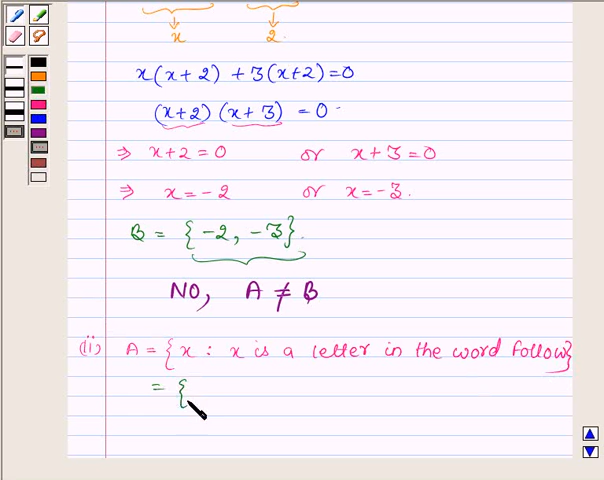 x 2.
x(x+2) + 3(x+2) = 0
(x+2) (x+3) = 0
⇒ x+2 = 0 or x+3 = 0
⇒ x = -2 or x = -3.
B = {-2, -3}.
NO, A ≠ B
(ii) A = {x : x is a letter in the word follow}
= {